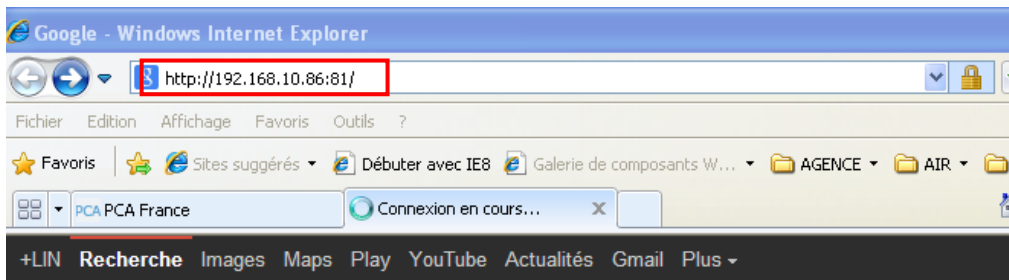 Google - Windows Internet Explorer
http://192.168.10.86:81/
Fichier Edition Affichage Favoris Outils ?
Favoris Sites suggérés Débuter avec IE8 Galerie de composants W... AGENCE AIR
PCA PCA France Connexion en cours... X
+LIN Recherche Images Maps Play YouTube Actualités Gmail Plus